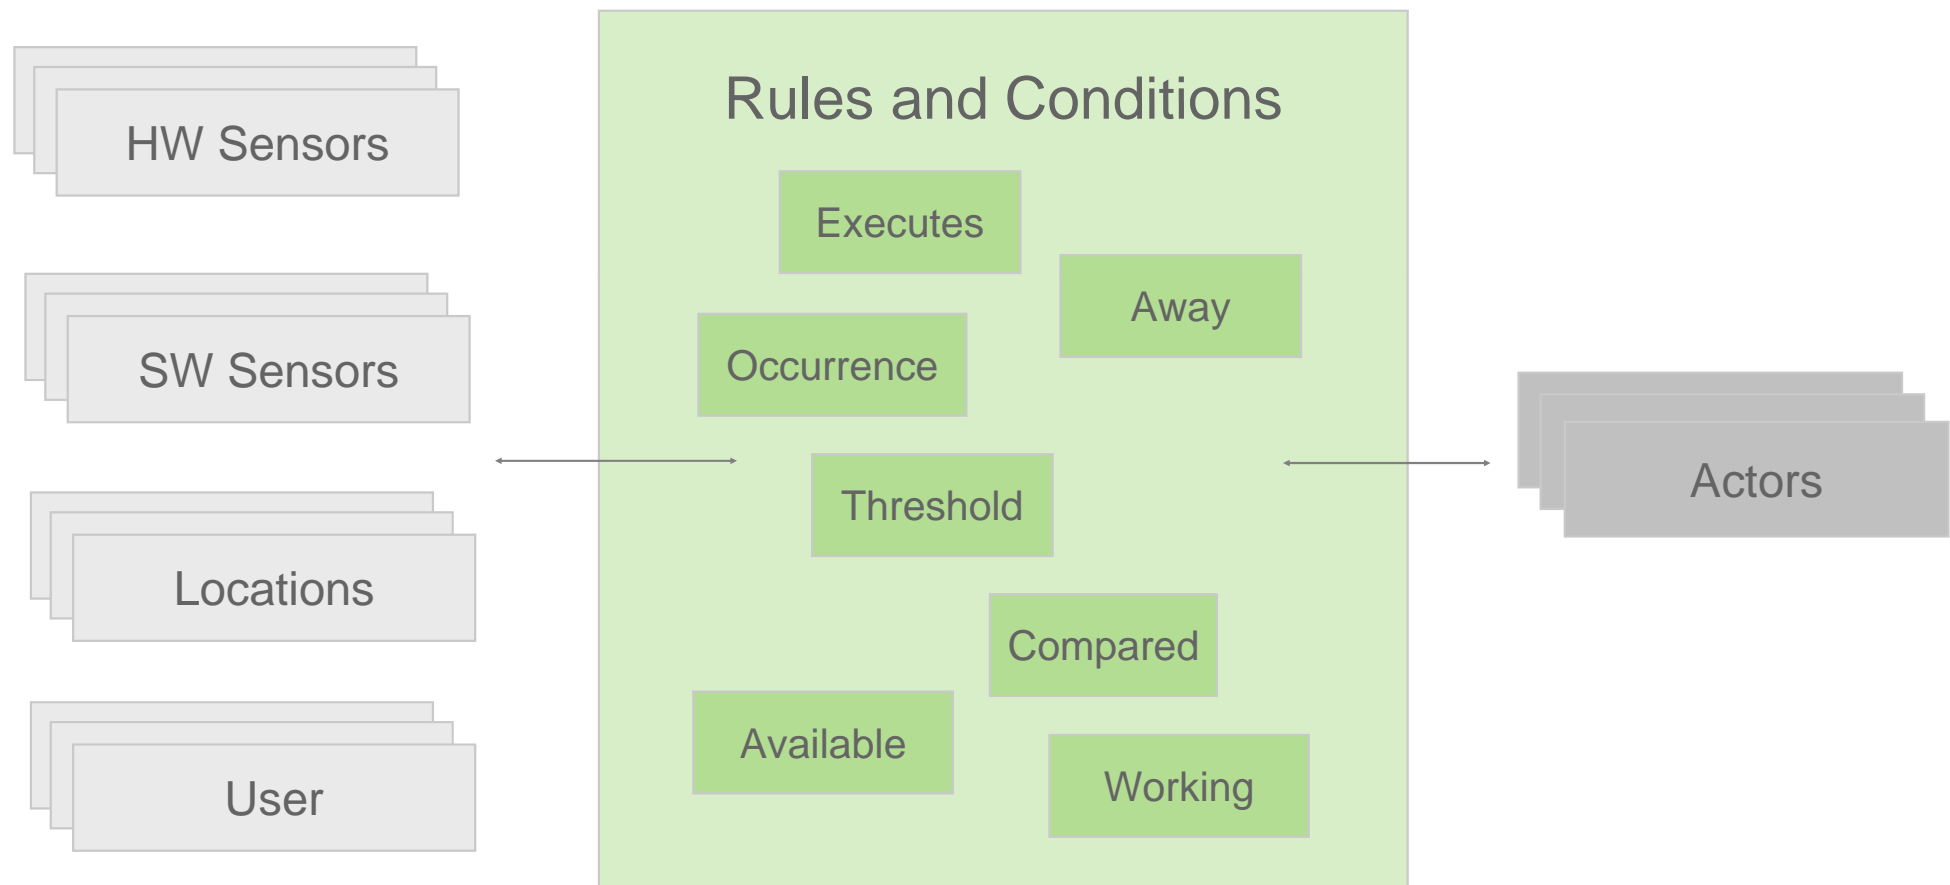 HW Sensors
SW Sensors
Locations
User
Rules and Conditions
Executes
Away
Occurrence
Threshold
Compared
Available
Working
Actors